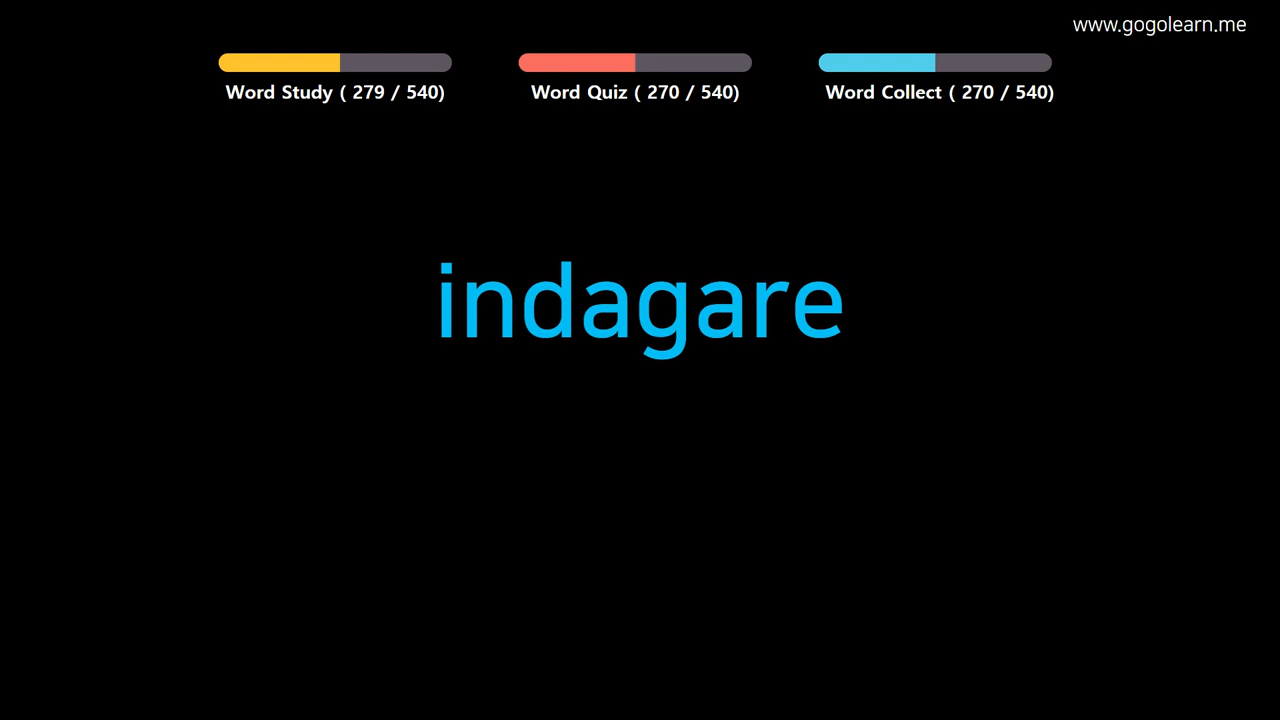 www.gogolearn.me
Word Study ( 279 / 540)
Word Quiz ( 270 / 540)
Word Collect ( 270 / 540)
indagare